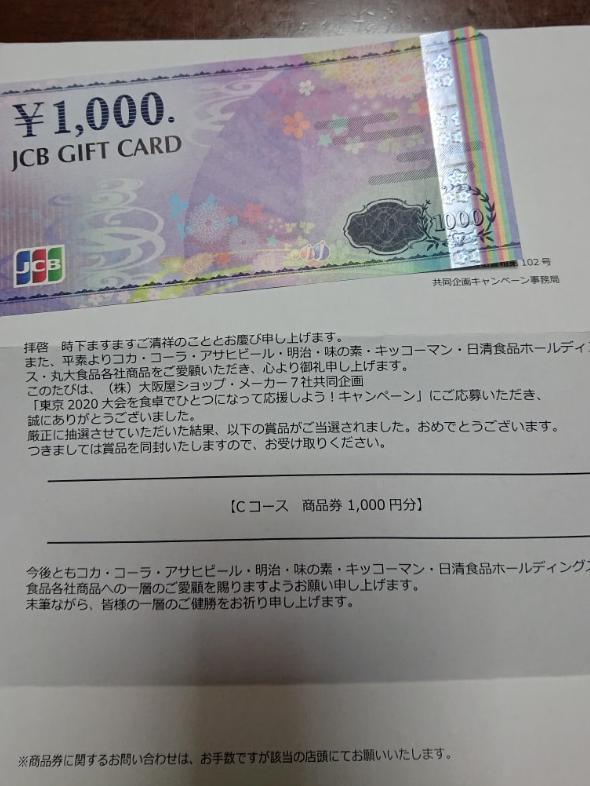 ¥1,000.
JCB GIFT CARD
1000
JCB
102号
共同企画キャンペーン事務局
拝啓 時下ますますご清祥のこととお慶び申し上げます。
また、平素よりコカ・コーラ・アサヒビール・明治・味の素・キッコーマン・日清食品ホールディン
ス・丸大食品各社商品をご愛顧いただき、心より御礼申し上げます。
このたびは、（株）大阪屋ショップ・メーカー7社共同企画
「東京2020大会を食卓でひとつになって応援しよう！キャンペーン」にご応募いただき、
誠にありがとうございました。
厳正に抽選させていただいた結果、以下の賞品がご当選されました。おめでとうございます。
つきましては賞品を同封いたしますので、お受け取りください。
【Cコース 商品券 1,000円分】
今後ともコカ・コーラ・アサヒビール・明治・味の素・キッコーマン・日清食品ホールディングス
食品各社商品への一層のご愛顧を賜りますようお願い申し上げます。
末筆ながら、皆様の一層のご健勝をお祈り申し上げます。
※商品券に関するお問い合わせは、お手数ですが該当の店頭にてお願いいたします。